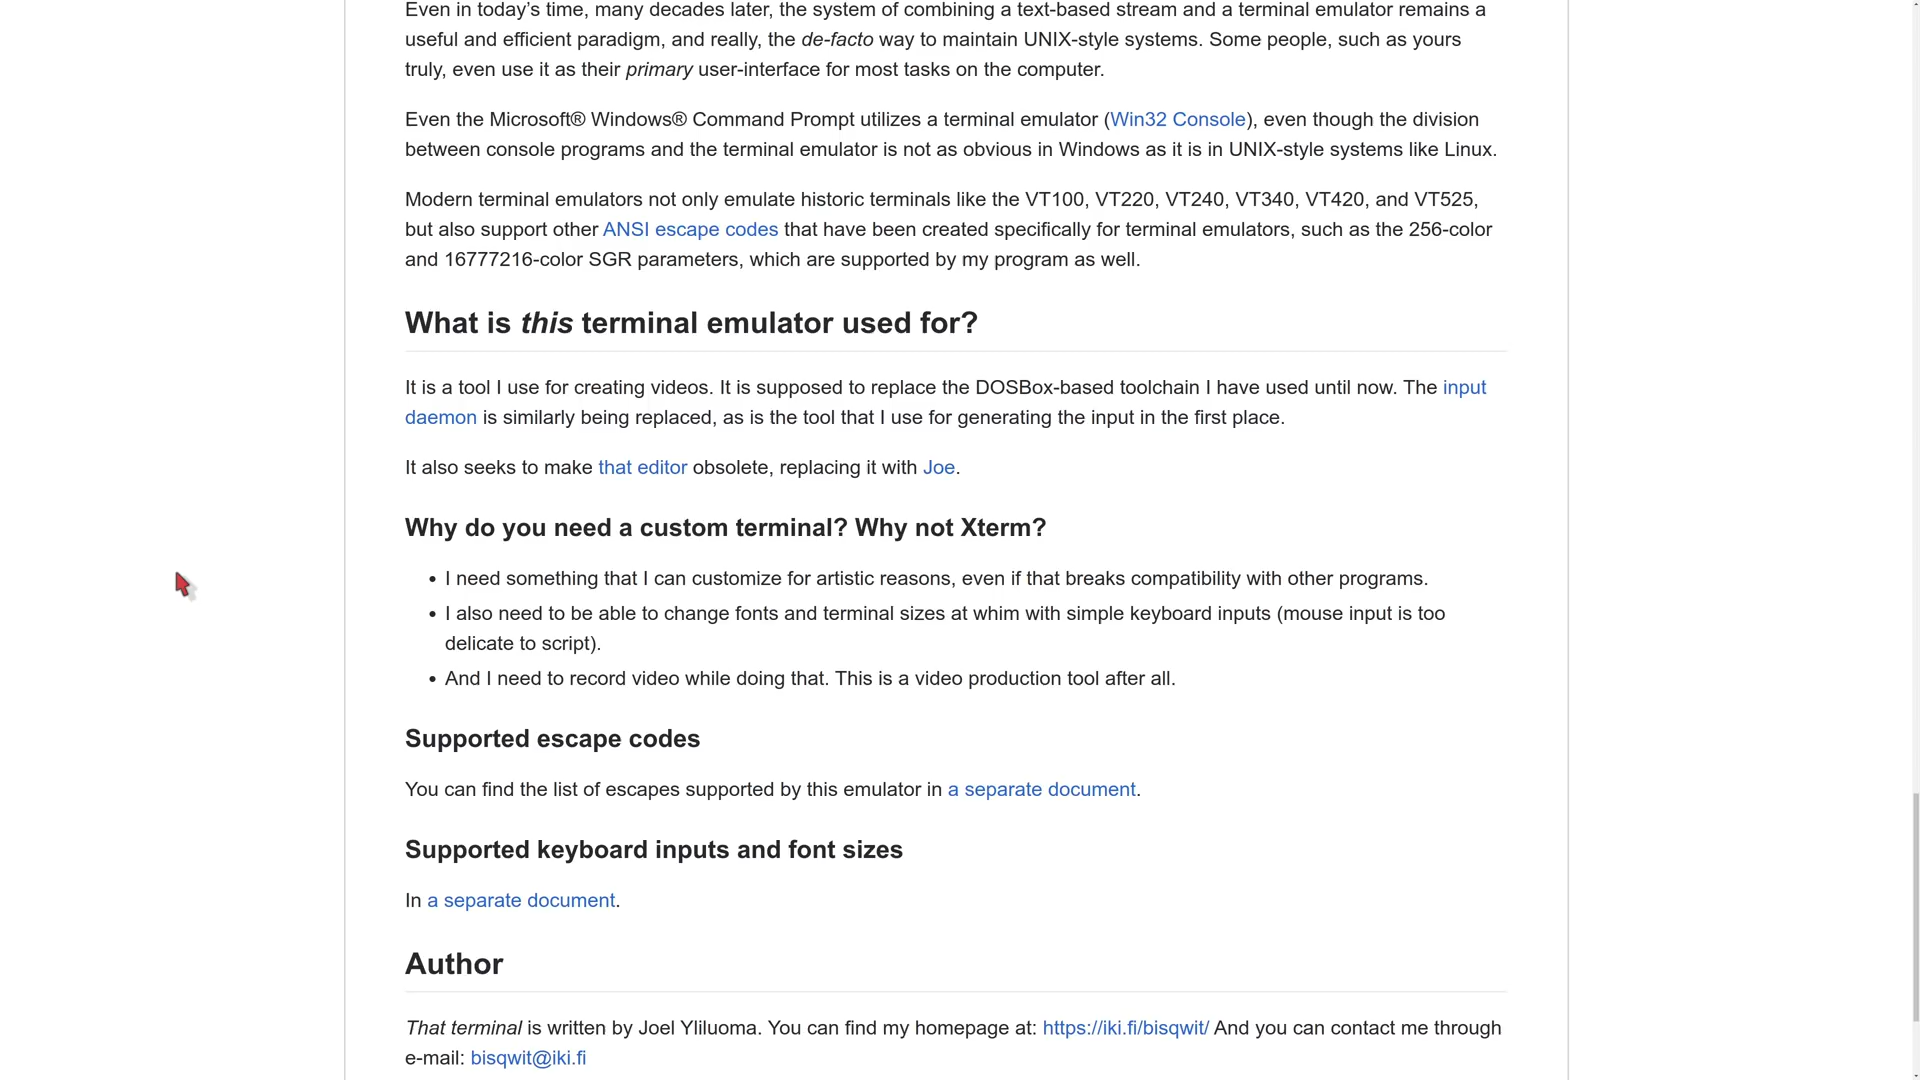 Even in today’s time, many decades later, the system of combining a text-based stream and a terminal emulator remains a
useful and efficient paradigm, and really, the de-facto way to maintain UNIX-style systems. Some people, such as yours
truly, even use it as their primary user-interface for most tasks on the computer.
Even the Microsoft® Windows® Command Prompt utilizes a terminal emulator (Win32 Console), even though the division
between console programs and the terminal emulator is not as obvious in Windows as it is in UNIX-style systems like Linux.
Modern terminal emulators not only emulate historic terminals like the VT100, VT220, VT240, VT340, VT420, and VT525,
but also support other ANSI escape codes that have been created specifically for terminal emulators, such as the 256-color
and 16777216-color SGR parameters, which are supported by my program as well.
What is this terminal emulator used for?
It is a tool I use for creating videos. It is supposed to replace the DOSBox-based toolchain I have used until now. The input
daemon is similarly being replaced, as is the tool that I use for generating the input in the first place.
It also seeks to make that editor obsolete, replacing it with Joe.
Why do you need a custom terminal? Why not Xterm?
• I need something that I can customize for artistic reasons, even if that breaks compatibility with other programs.
• I also need to be able to change fonts and terminal sizes at whim with simple keyboard inputs (mouse input is too
delicate to script).
• And I need to record video while doing that. This is a video production tool after all.
Supported escape codes
You can find the list of escapes supported by this emulator in a separate document.
Supported keyboard inputs and font sizes
In a separate document.
Author
That terminal is written by Joel Yliluoma. You can find my homepage at: https://iki.fi/bisqwit/ And you can contact me through
e-mail: bisqwit@iki.fi